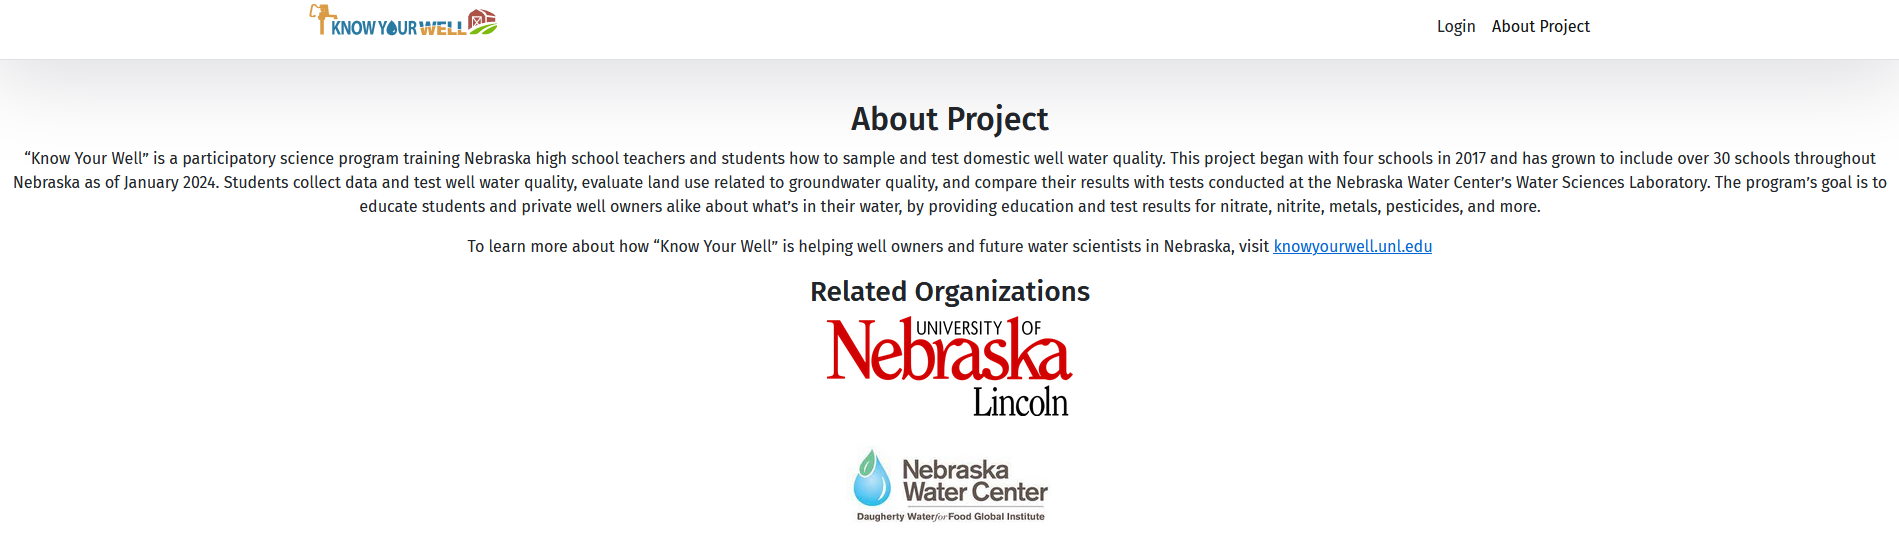 KNOW YOUR WELL
Login About Project
About Project
“Know Your Well” is a participatory science program training Nebraska high school teachers and students how to sample and test domestic well water quality. This project began with four schools in 2017 and has grown to include over 30 schools throughout
Nebraska as of January 2024. Students collect data and test well water quality, evaluate land use related to groundwater quality, and compare their results with tests conducted at the Nebraska Water Center’s Water Sciences Laboratory. The program’s goal is to
educate students and private well owners alike about what’s in their water, by providing education and test results for nitrate, nitrite, metals, pesticides, and more.
To learn more about how “Know Your Well” is helping well owners and future water scientists in Nebraska, visit knowyourwell.unl.edu
Related Organizations
UNIVERSITY OF
Nebraska
Lincoln
Nebraska
Water Center
Daugherty Water for Food Global Institute